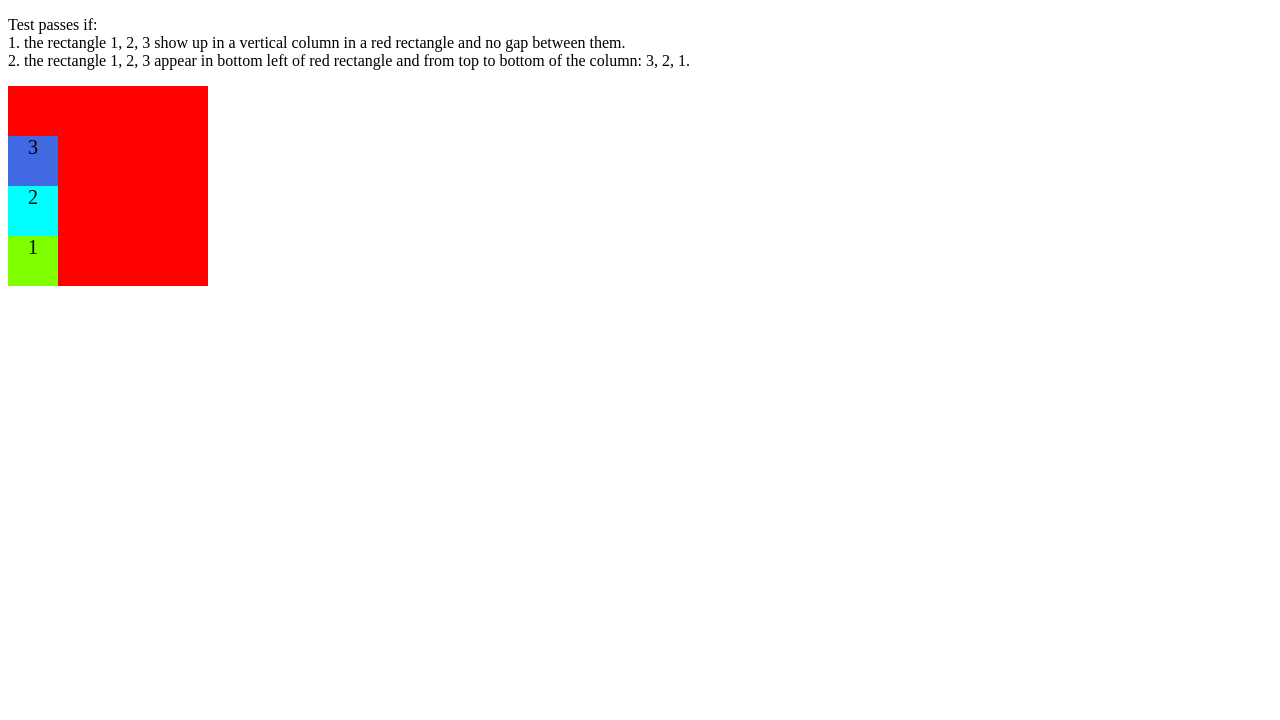 Test passes if:
1. the rectangle 1, 2, 3 show up in a vertical column in a red rectangle and no gap between them.
2. the rectangle 1, 2, 3 appear in bottom left of red rectangle and from top to bottom of the column: 3, 2, 1.
3
2
1